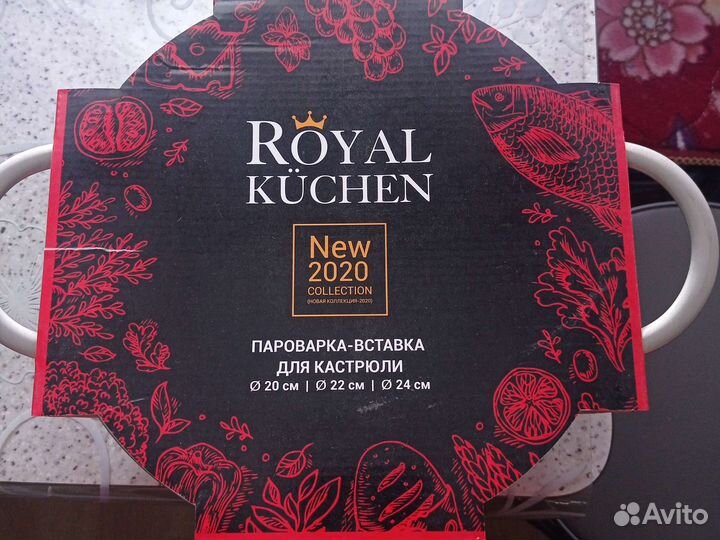 ROYAL
KÜCHEN
New
2020
COLLECTION
(НОВАЯ КОЛЛЕКЦИЯ-2020)
ПАРОВАРКА-ВСТАВКА
ДЛЯ КАСТРЮЛИ
Ø 20 см | Ø 22 см | Ø 24 см
Avito